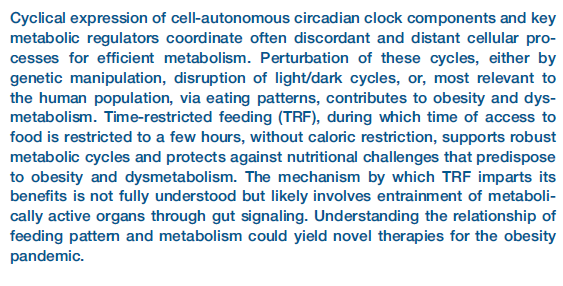 Cyclical expression of cell-autonomous circadian clock components and key
metabolic regulators coordinate often discordant and distant cellular pro-
cesses for efficient metabolism. Perturbation of these cycles, either by
genetic manipulation, disruption of light/dark cycles, or, most relevant to
the human population, via eating patterns, contributes to obesity and dys-
metabolism. Time-restricted feeding (TRF), during which time of access to
food is restricted to a few hours, without caloric restriction, supports robust
metabolic cycles and protects against nutritional challenges that predispose
to obesity and dysmetabolism. The mechanism by which TRF imparts its
benefits is not fully understood but likely involves entrainment of metaboli-
cally active organs through gut signaling. Understanding the relationship of
feeding pattern and metabolism could yield novel therapies for the obesity
pandemic.